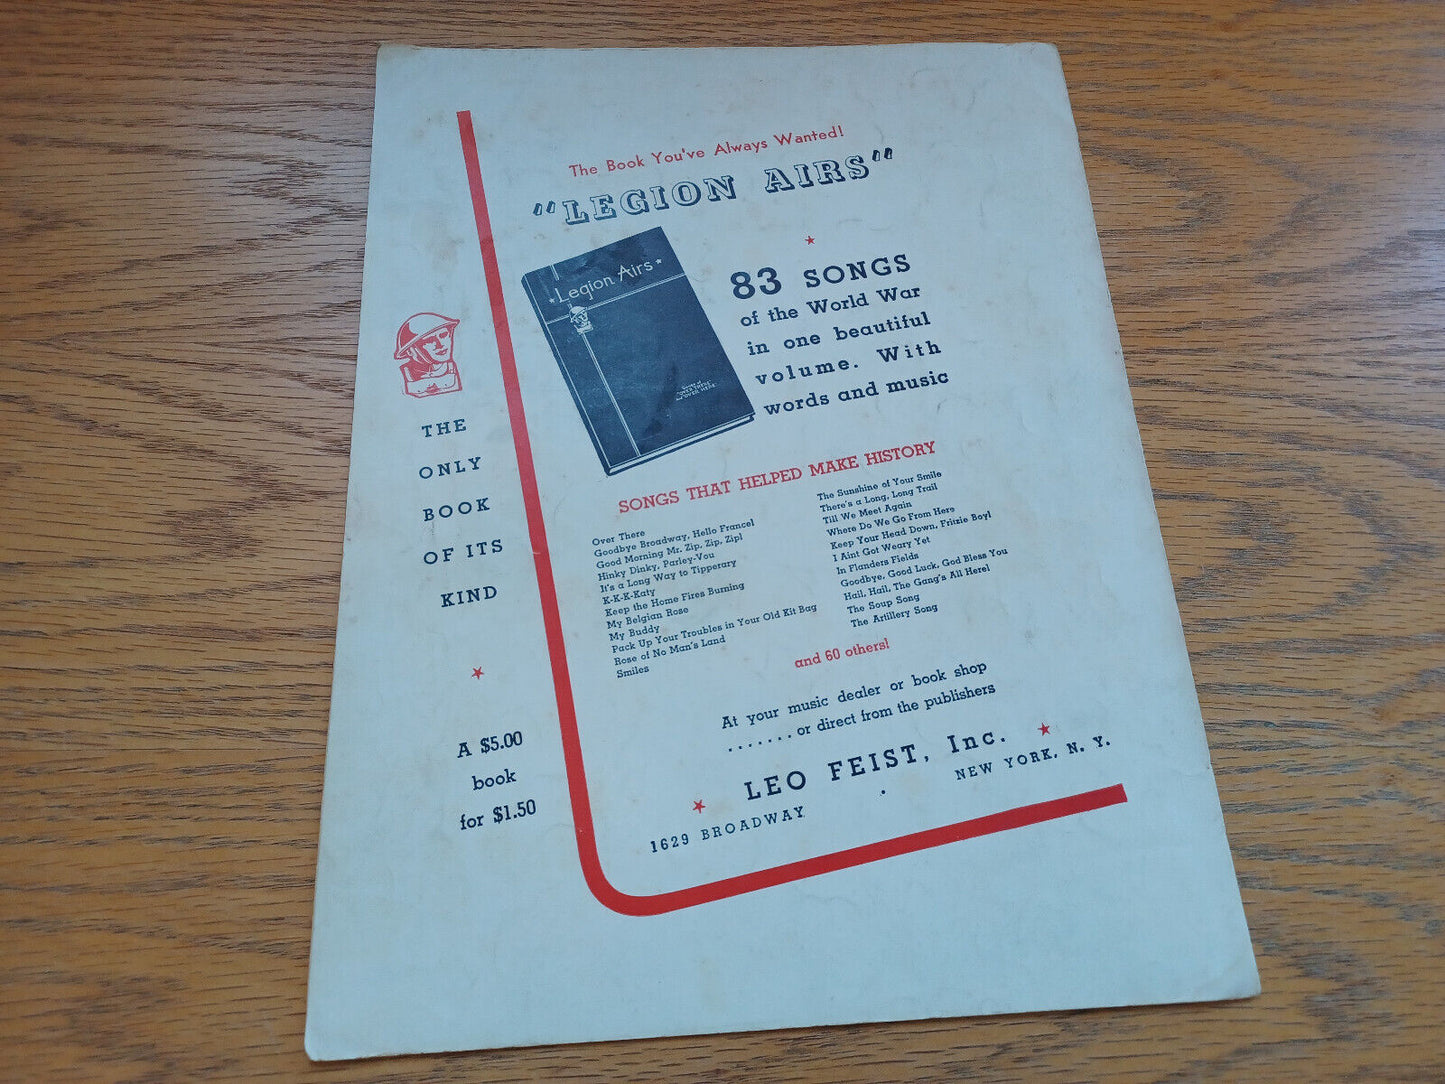 The Book You've Always Wanted!
"LEGION AIRS"
Legion Airs
Songs of
"OVER THERE"
and OVER HERE
83 SONGS
of the World War
in one beautiful
volume. With
words and music
THE
ONLY
BOOK
OF ITS
KIND
A $5.00
book
for $1.50
SONGS THAT HELPED MAKE HISTORY
Over There
Goodbye Broadway, Hello France!
Good Morning Mr. Zip, Zip, Zip!
Hinky Dinky, Parley-Vou
It's a Long Way to Tipperary
K-K-K-Katy
Keep the Home Fires Burning
My Belgian Rose
My Buddy
Pack Up Your Troubles in Your Old Kit Bag
Rose of No Man's Land
Smiles
The Sunshine of Your Smile
There's a Long, Long Trail
Till We Meet Again
Where Do We Go From Here
Keep Your Head Down, Fritzie Boy!
I Aint Got Weary Yet
In Flanders Fields
Goodbye, Good Luck, God Bless You
Hail, Hail, The Gang's All Here!
The Soup Song
The Artillery Song
and 60 others!
At your music dealer or book shop
. . . . . . . or direct from the publishers
LEO FEIST, Inc.
1629 BROADWAY • NEW YORK, N. Y.